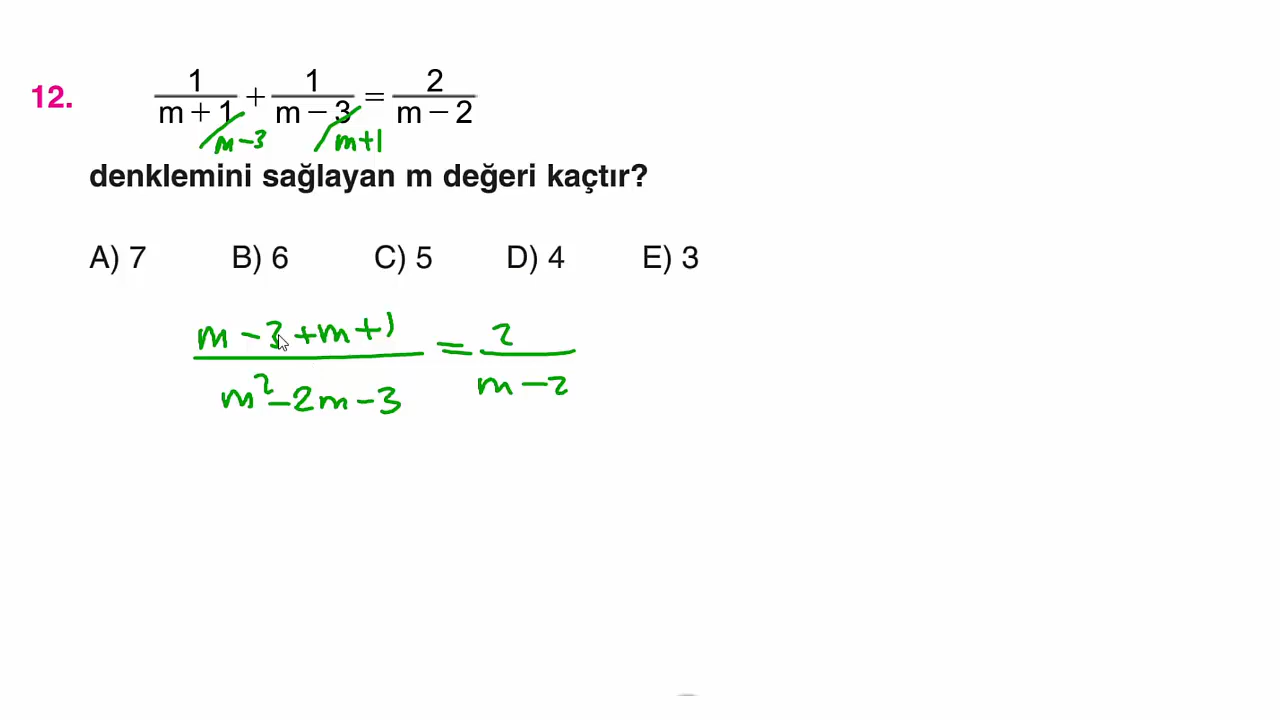 12. 1/(m + 1) + 1/(m − 3) = 2/(m − 2)
m−3 m+1
denklemini sağlayan m değeri kaçtır?
A) 7 B) 6 C) 5 D) 4 E) 3
m − 3 + m + 1 = 2
m² − 2m − 3 m − 2